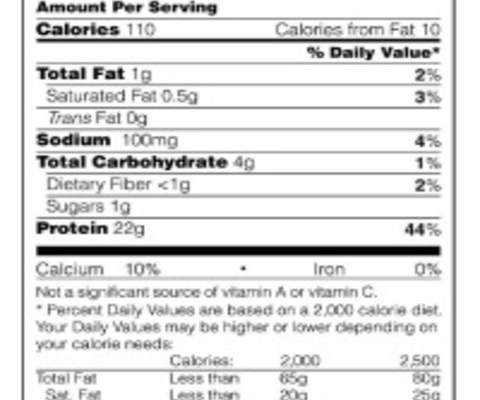 Amount Per Serving
Calories 110 Calories from Fat 10
% Daily Value*
Total Fat 1g 2%
Saturated Fat 0.5g 3%
Trans Fat 0g
Sodium 100mg 4%
Total Carbohydrate 4g 1%
Dietary Fiber <1g 2%
Sugars 1g
Protein 22g 44%
Calcium 10% • Iron 0%
Not a significant source of vitamin A or vitamin C.
* Percent Daily Values are based on a 2,000 calorie diet.
Your Daily Values may be higher or lower depending on
your calorie needs:
Calories: 2,000 2,500
Total Fat Less than 65g 80g
Sat. Fat Less than 20g 25g